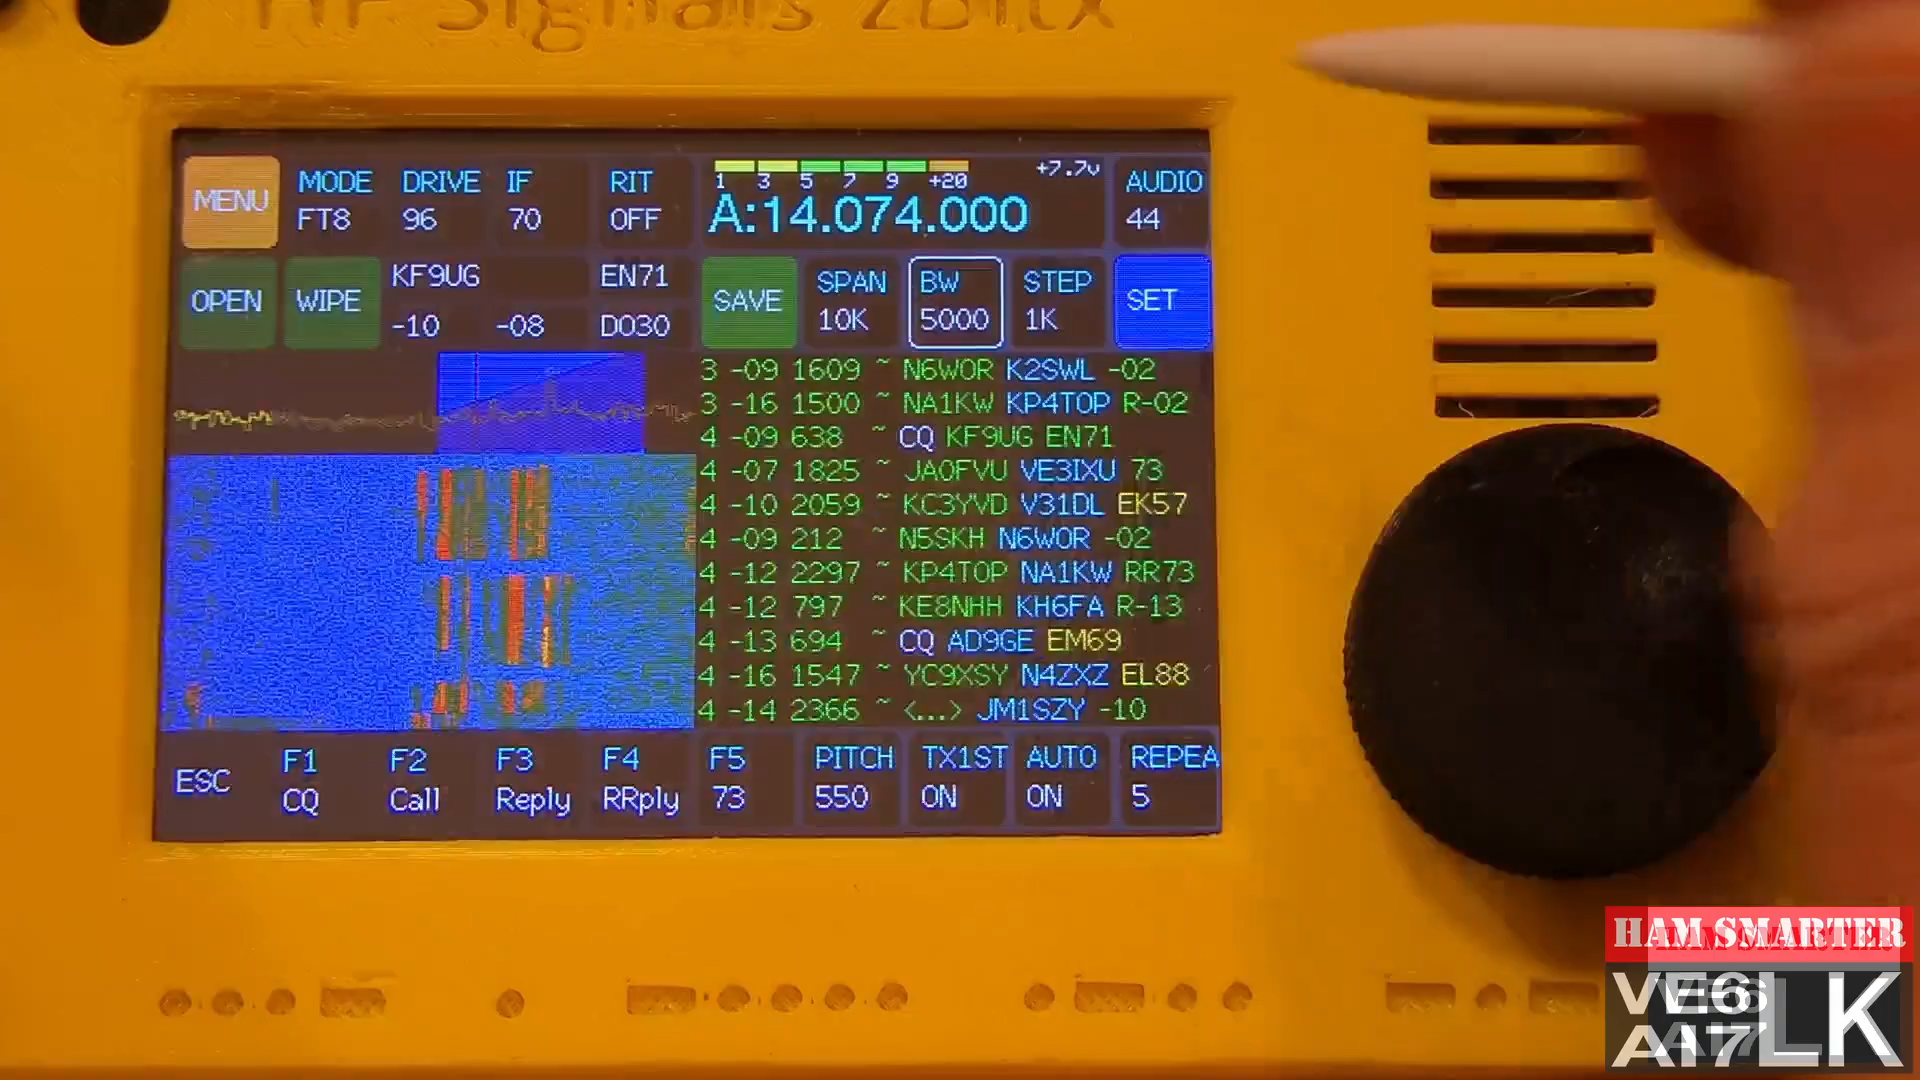 HF Signals zBitx
MENU
MODE DRIVE IF RIT
FT8 96 70 OFF
1 3 5 7 9 +20
+7.7v
A:14.074.000
AUDIO
44
OPEN
WIPE
KF9UG EN71
-10 -08 DO30
SAVE
SPAN BW STEP
10K 5000 1K
SET
3 -09 1609 ~ N6WOR K2SWL -02
3 -16 1500 ~ NA1KW KP4TOP R-02
4 -09 638 ~ CQ KF9UG EN71
4 -07 1825 ~ JA0FVU VE3IXU 73
4 -10 2059 ~ KC3YVD V31DL EK57
4 -09 212 ~ N5SKH N6WOR -02
4 -12 2297 ~ KP4TOP NA1KW RR73
4 -12 797 ~ KE8NHH KH6FA R-13
4 -13 694 ~ CQ AD9GE EM69
4 -16 1547 ~ YC9XSY N4ZXZ EL88
4 -14 2366 ~ <...> JM1SZY -10
ESC
F1 F2 F3 F4 F5 PITCH TX1ST AUTO REPEA
CQ Call Reply RRply 73 550 ON ON 5
HAM SMARTER
VE6LK
AI7LK